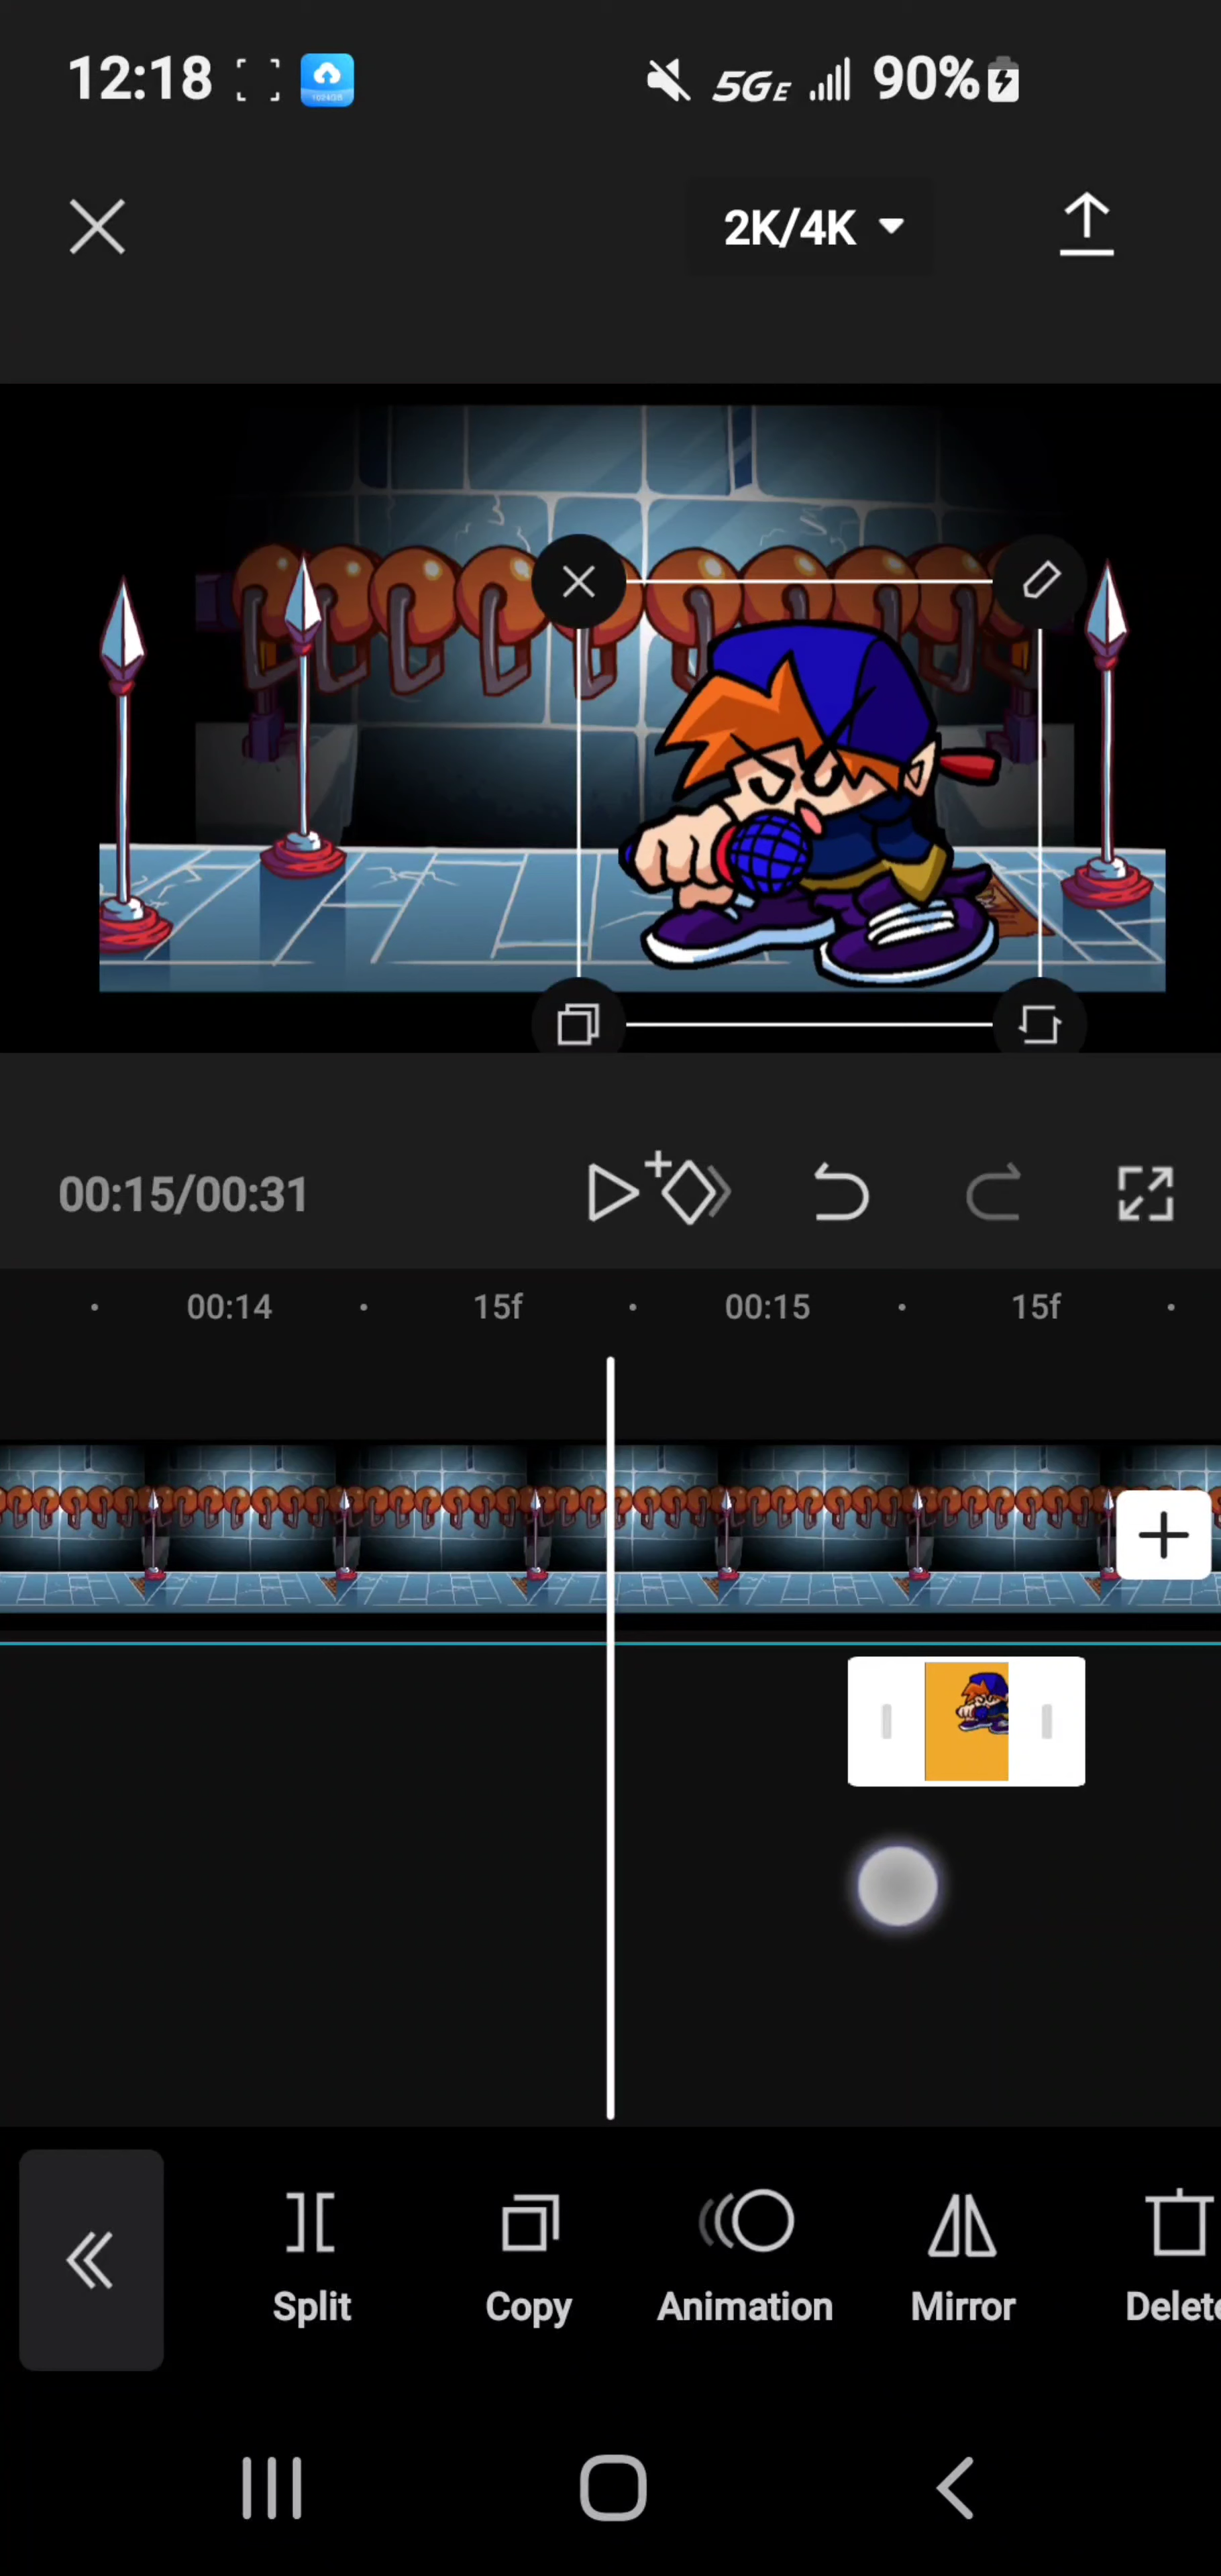 12:18 5GE 90%
2K/4K
00:15/00:31
00:14 15f 00:15 15f
Split Copy Animation Mirror Delete